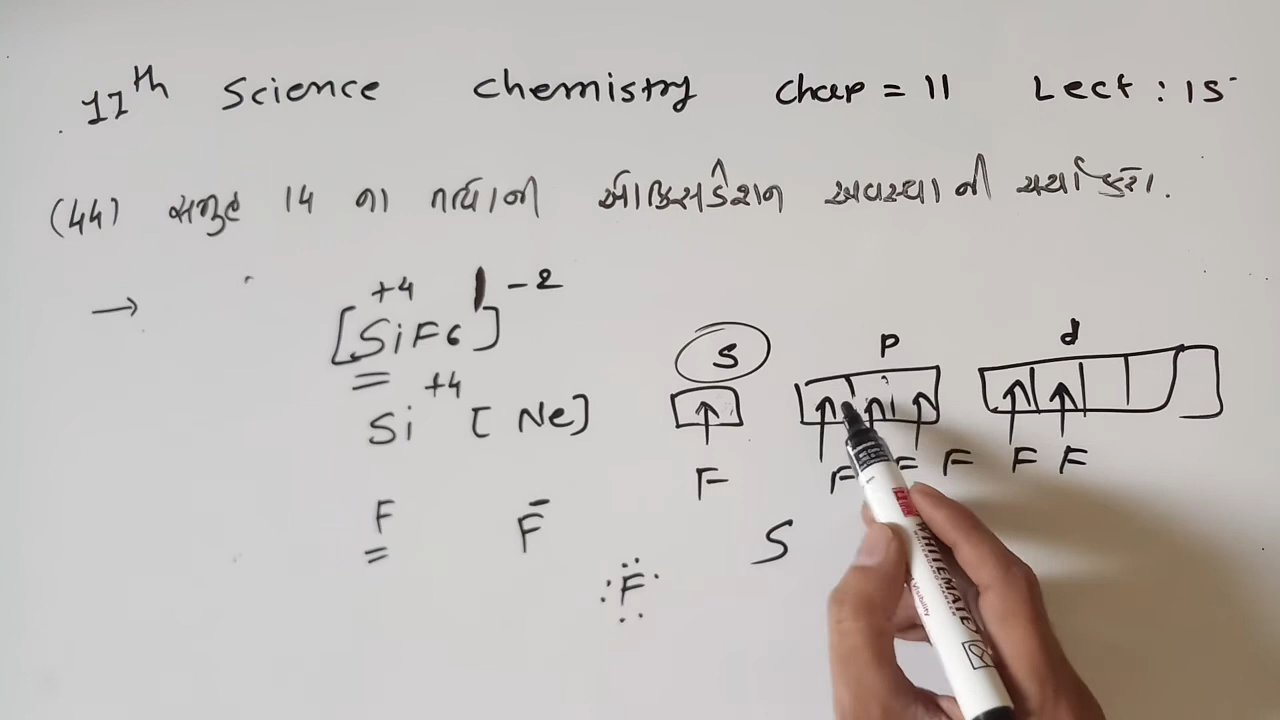 11th Science Chemistry Chap = 11 Lect : 15
(44) સમૂહ 14 ના તત્વોની ઓક્સિડેશન અવસ્થાની ચર્ચા કરો.
→ [SiF6]-2
+4
S p d
Si+4 [Ne]
F F F F F F
F F-
S
F
WHITEMATE